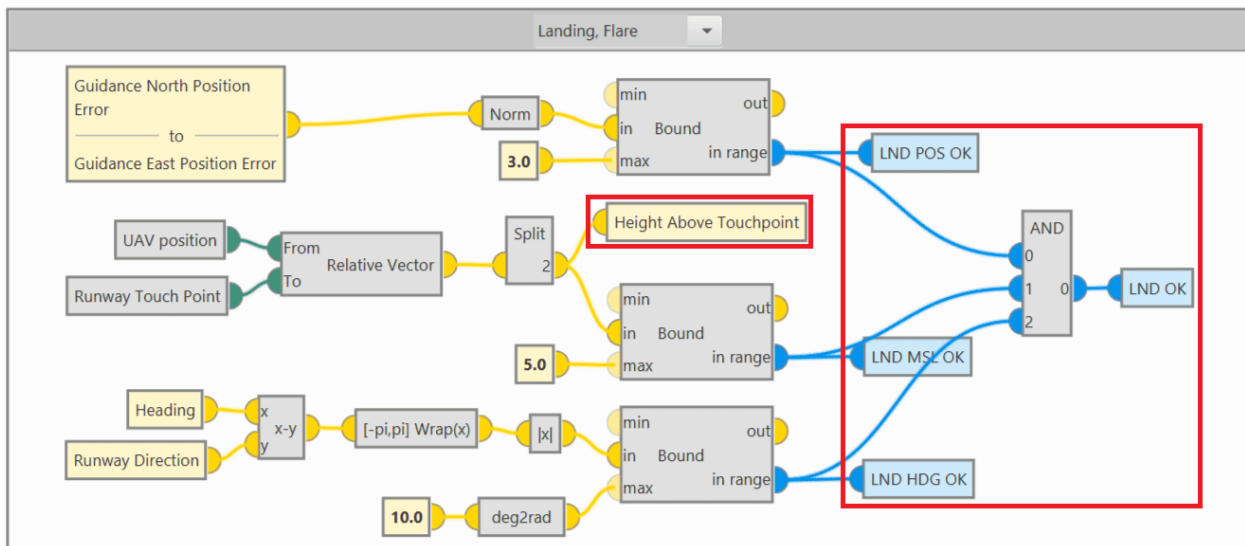 Landing, Flare
Guidance North Position
Error
to
Guidance East Position Error
Norm
3.0
min
in
max
Bound
out
in range
LND POS OK
UAV position
Runway Touch Point
From
To
Relative Vector
Split
2
Height Above Touchpoint
5.0
min
in
max
Bound
out
in range
LND MSL OK
AND
0
1
2
0
LND OK
Heading
Runway Direction
x
y
x-y
[-pi,pi] Wrap(x)
|x|
10.0
deg2rad
min
in
max
Bound
out
in range
LND HDG OK